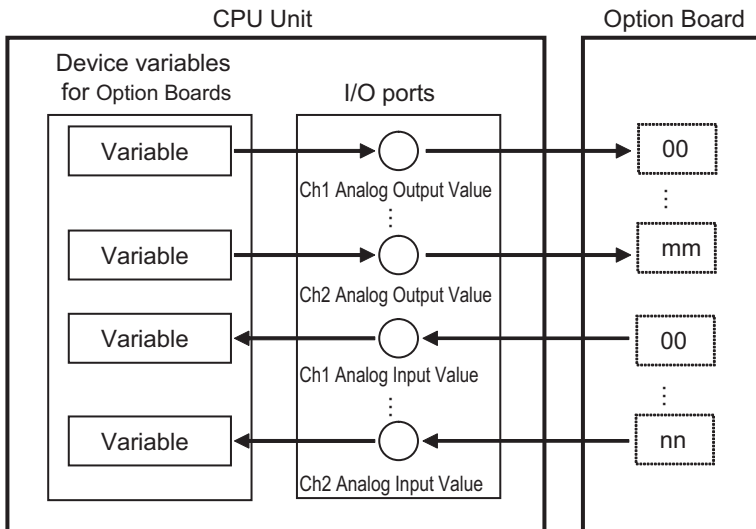 CPU Unit
Option Board
Device variables
for Option Boards
I/O ports
Variable
00
Ch1 Analog Output Value
Variable
mm
Ch2 Analog Output Value
Variable
00
Ch1 Analog Input Value
Variable
nn
Ch2 Analog Input Value